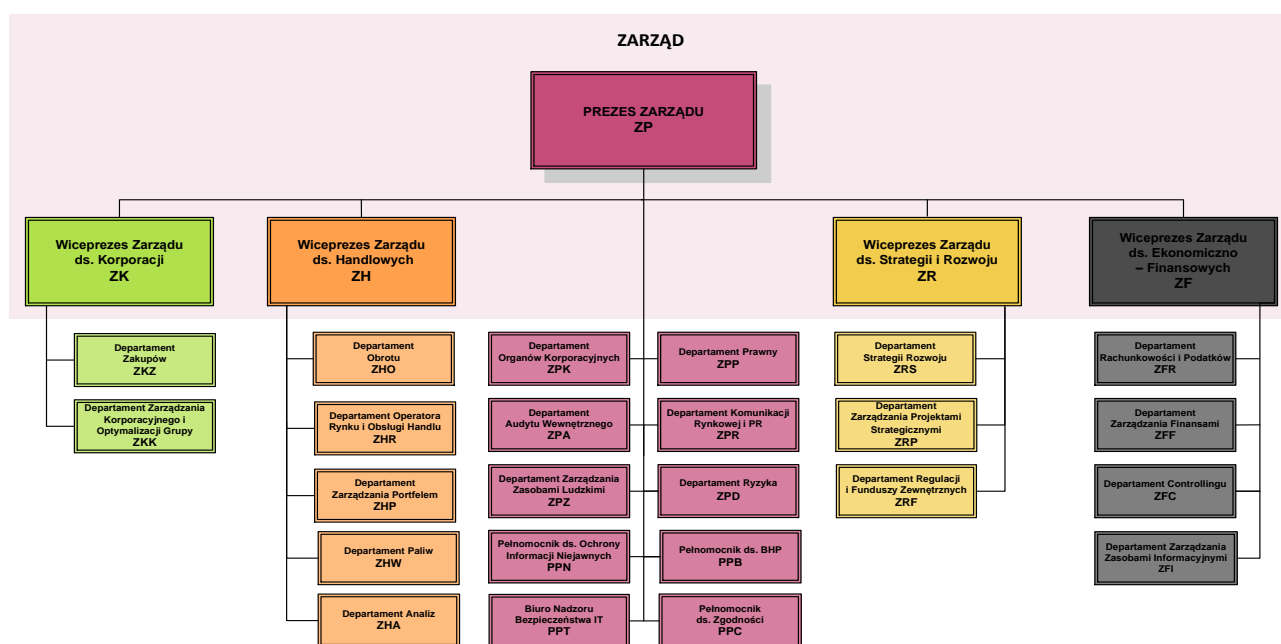 ZARZĄD
PREZES ZARZĄDU
ZP
Wiceprezes Zarządu
ds. Korporacji
ZK
Wiceprezes Zarządu
ds. Handlowych
ZH
Wiceprezes Zarządu
ds. Strategii i Rozwoju
ZR
Wiceprezes Zarządu
ds. Ekonomiczno
– Finansowych
ZF
Departament
Zakupów
ZKZ
Departament Zarządzania
Korporacyjnego i
Optymalizacji Grupy
ZKK
Departament
Obrotu
ZHO
Departament Operatora
Rynku i Obsługi Handlu
ZHR
Departament
Zarządzania Portfelem
ZHP
Departament Paliw
ZHW
Departament Analiz
ZHA
Departament
Organów Korporacyjnych
ZPK
Departament
Audytu Wewnętrznego
ZPA
Departament Zarządzania
Zasobami Ludzkimi
ZPZ
Pełnomocnik ds. Ochrony
Informacji Niejawnych
PPN
Biuro Nadzoru
Bezpieczeństwa IT
PPT
Departament Prawny
ZPP
Departament Komunikacji
Rynkowej i PR
ZPR
Departament Ryzyka
ZPD
Pełnomocnik ds. BHP
PPB
Pełnomocnik
ds. Zgodności
PPC
Departament
Strategii Rozwoju
ZRS
Departament
Zarządzania Projektami
Strategicznymi
ZRP
Departament Regulacji
i Funduszy Zewnętrznych
ZRF
Departament
Rachunkowości i Podatków
ZFR
Departament
Zarządzania Finansami
ZFF
Departament Controllingu
ZFC
Departament Zarządzania
Zasobami Informacyjnymi
ZFI